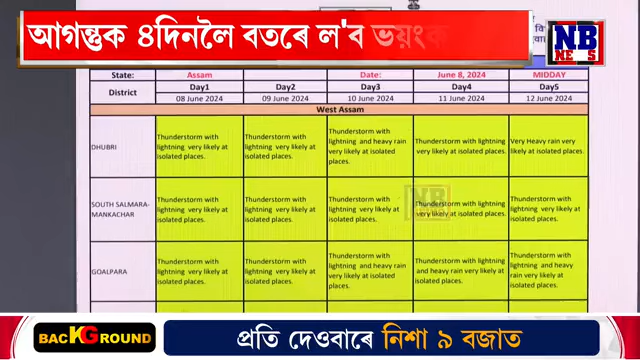 আগন্তুক ৪দিনলৈ বতৰে ল'ব
NB
NEWS
State: Assam Date: June 8, 2024 MIDDAY
District Day1 Day2 Day3 Day4 Day5
08 June 2024 09 June 2024 10 June 2024 11 June 2024 12 June 2024
West Assam
DHUBRI
Thunderstorm with lightning very likely at isolated places.
Thunderstorm with lightning very likely at isolated places.
Thunderstorm with lightning and heavy rain very likely at isolated places.
Thunderstorm with lightning very likely at isolated places.
Very Heavy rain very likely at isolated places.
SOUTH SALMARA-MANKACHAR
Thunderstorm with lightning very likely at isolated places.
Thunderstorm with lightning very likely at isolated places.
Thunderstorm with lightning very likely at isolated places.
Thunderstorm with lightning very likely at isolated places.
Thunderstorm with lightning very likely at isolated places.
GOALPARA
Thunderstorm with lightning very likely at isolated places.
Thunderstorm with lightning very likely at isolated places.
Thunderstorm with lightning and heavy rain very likely at isolated places.
Thunderstorm with lightning and heavy rain very likely at isolated places.
Thunderstorm with lightning and heavy rain very likely at isolated places.
BACKGROUND
প্ৰতি দেওবাৰে নিশা ৯ বজাত